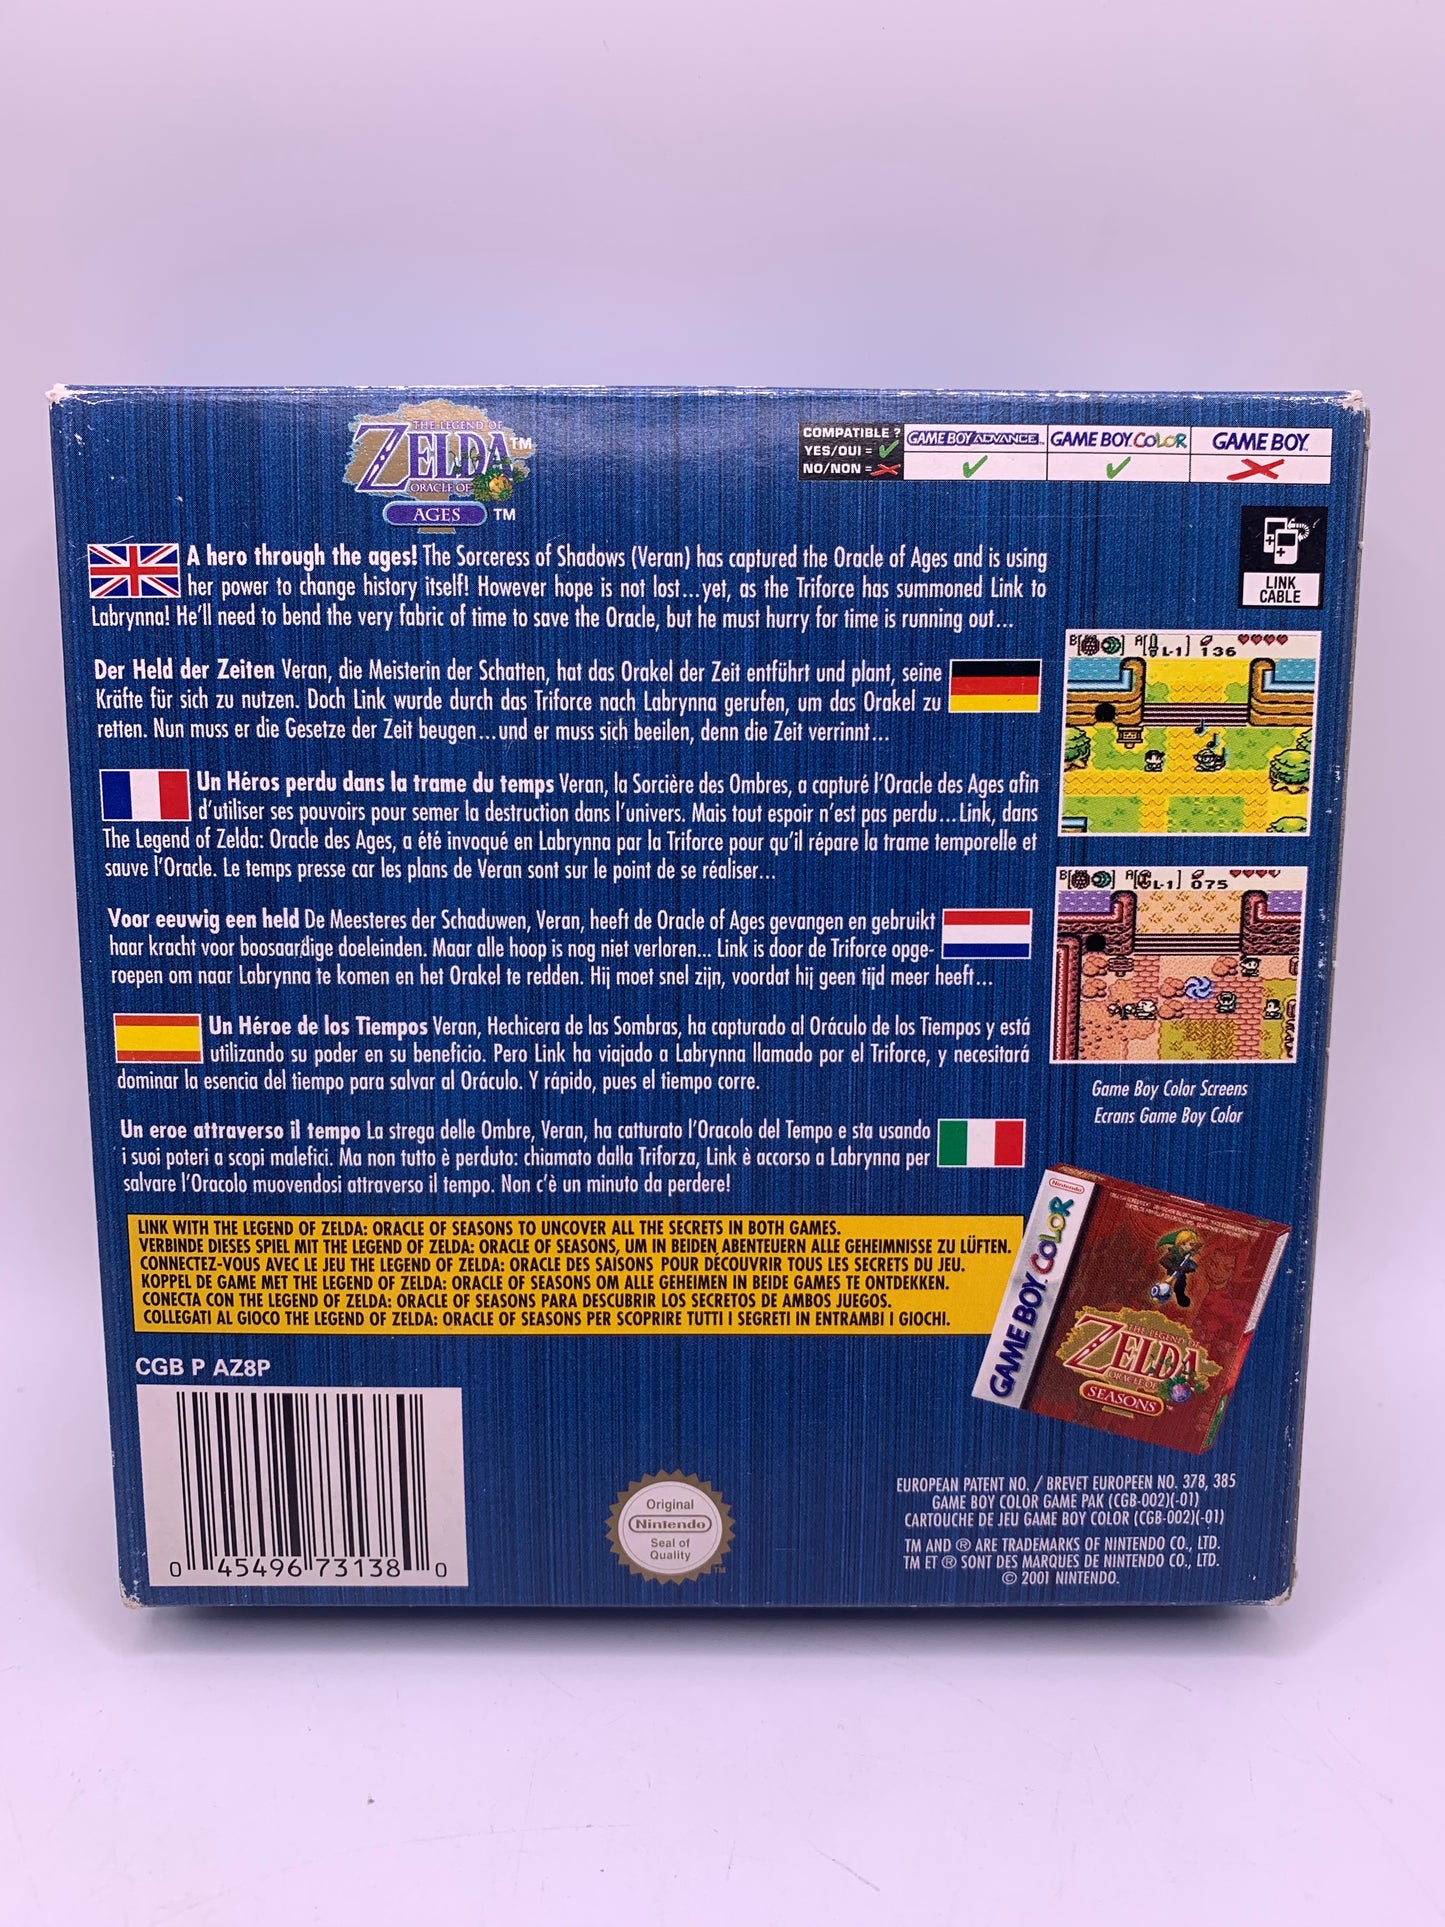 THE LEGEND OF
ZELDA™
ORACLE OF
AGES ™
COMPATIBLE ?
YES/OUI =
NO/NON =
GAME BOY ADVANCE™
GAME BOY COLOR
GAME BOY™
LINK
CABLE
A hero through the ages! The Sorceress of Shadows (Veran) has captured the Oracle of Ages and is using
her power to change history itself! However hope is not lost...yet, as the Triforce has summoned Link to
Labrynna! He'll need to bend the very fabric of time to save the Oracle, but he must hurry for time is running out...
Der Held der Zeiten Veran, die Meisterin der Schatten, hat das Orakel der Zeit entführt und plant, seine
Kräfte für sich zu nutzen. Doch Link wurde durch das Triforce nach Labrynna gerufen, um das Orakel zu
retten. Nun muss er die Gesetze der Zeit beugen...und er muss sich beeilen, denn die Zeit verrinnt...
Un Héros perdu dans la trame du temps Veran, la Sorcière des Ombres, a capturé l'Oracle des Ages afin
d'utiliser ses pouvoirs pour semer la destruction dans l'univers. Mais tout espoir n'est pas perdu...Link, dans
The Legend of Zelda: Oracle des Ages, a été invoqué en Labrynna par la Triforce pour qu'il répare la trame temporelle et
sauve l'Oracle. Le temps presse car les plans de Veran sont sur le point de se réaliser...
Voor eeuwig een held De Meesteres der Schaduwen, Veran, heeft de Oracle of Ages gevangen en gebruikt
haar kracht voor boosaardige doeleinden. Maar alle hoop is nog niet verloren... Link is door de Triforce opge-
roepen om naar Labrynna te komen en het Orakel te redden. Hij moet snel zijn, voordat hij geen tijd meer heeft...
Un Héroe de los Tiempos Veran, Hechicera de las Sombras, ha capturado al Oráculo de los Tiempos y está
utilizando su poder en su beneficio. Pero Link ha viajado a Labrynna llamado por el Triforce, y necesitará
dominar la esencia del tiempo para salvar al Oráculo. Y rápido, pues el tiempo corre.
Un eroe attraverso il tempo La strega delle Ombre, Veran, ha catturato l'Oracolo del Tempo e sta usando
i suoi poteri a scopi malefici. Ma non tutto è perduto: chiamato dalla Triforza, Link è accorso a Labrynna per
salvare l'Oracolo muovendosi attraverso il tempo. Non c'è un minuto da perdere!
B[ ] A[ L-1] 136
B[ ] A[ L-1] 075
Game Boy Color Screens
Ecrans Game Boy Color
LINK WITH THE LEGEND OF ZELDA: ORACLE OF SEASONS TO UNCOVER ALL THE SECRETS IN BOTH GAMES.
VERBINDE DIESES SPIEL MIT THE LEGEND OF ZELDA: ORACLE OF SEASONS, UM IN BEIDEN ABENTEUERN ALLE GEHEIMNISSE ZU LÜFTEN.
CONNECTEZ-VOUS AVEC LE JEU THE LEGEND OF ZELDA: ORACLE DES SAISONS POUR DÉCOUVRIR TOUS LES SECRETS DU JEU.
KOPPEL DE GAME MET THE LEGEND OF ZELDA: ORACLE OF SEASONS OM ALLE GEHEIMEN IN BEIDE GAMES TE ONTDEKKEN.
CONECTA CON THE LEGEND OF ZELDA: ORACLE OF SEASONS PARA DESCUBRIR LOS SECRETOS DE AMBOS JUEGOS.
COLLEGATI AL GIOCO THE LEGEND OF ZELDA: ORACLE OF SEASONS PER SCOPRIRE TUTTI I SEGRETI IN ENTRAMBI I GIOCHI.
Nintendo
GAME BOY COLOR
THE LEGEND OF
ZELDA
ORACLE OF
SEASONS™
CGB P AZ8P
0 45496 73138 0
Original
Nintendo
Seal of
Quality
™
EUROPEAN PATENT NO. / BREVET EUROPEEN NO. 378, 385
GAME BOY COLOR GAME PAK (CGB-002)(-01)
CARTOUCHE DE JEU GAME BOY COLOR (CGB-002)(-01)
TM AND ® ARE TRADEMARKS OF NINTENDO CO., LTD.
TM ET ® SONT DES MARQUES DE NINTENDO CO., LTD.
© 2001 NINTENDO.